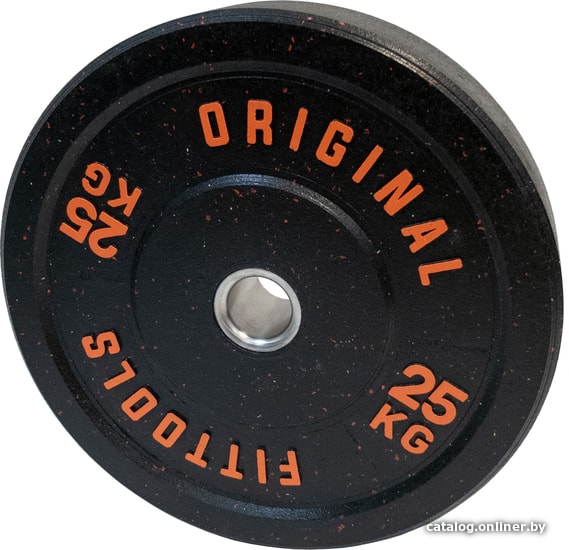 ORIGINAL
25
KG
25
KG
FITTOOLS
catalog.onliner.by